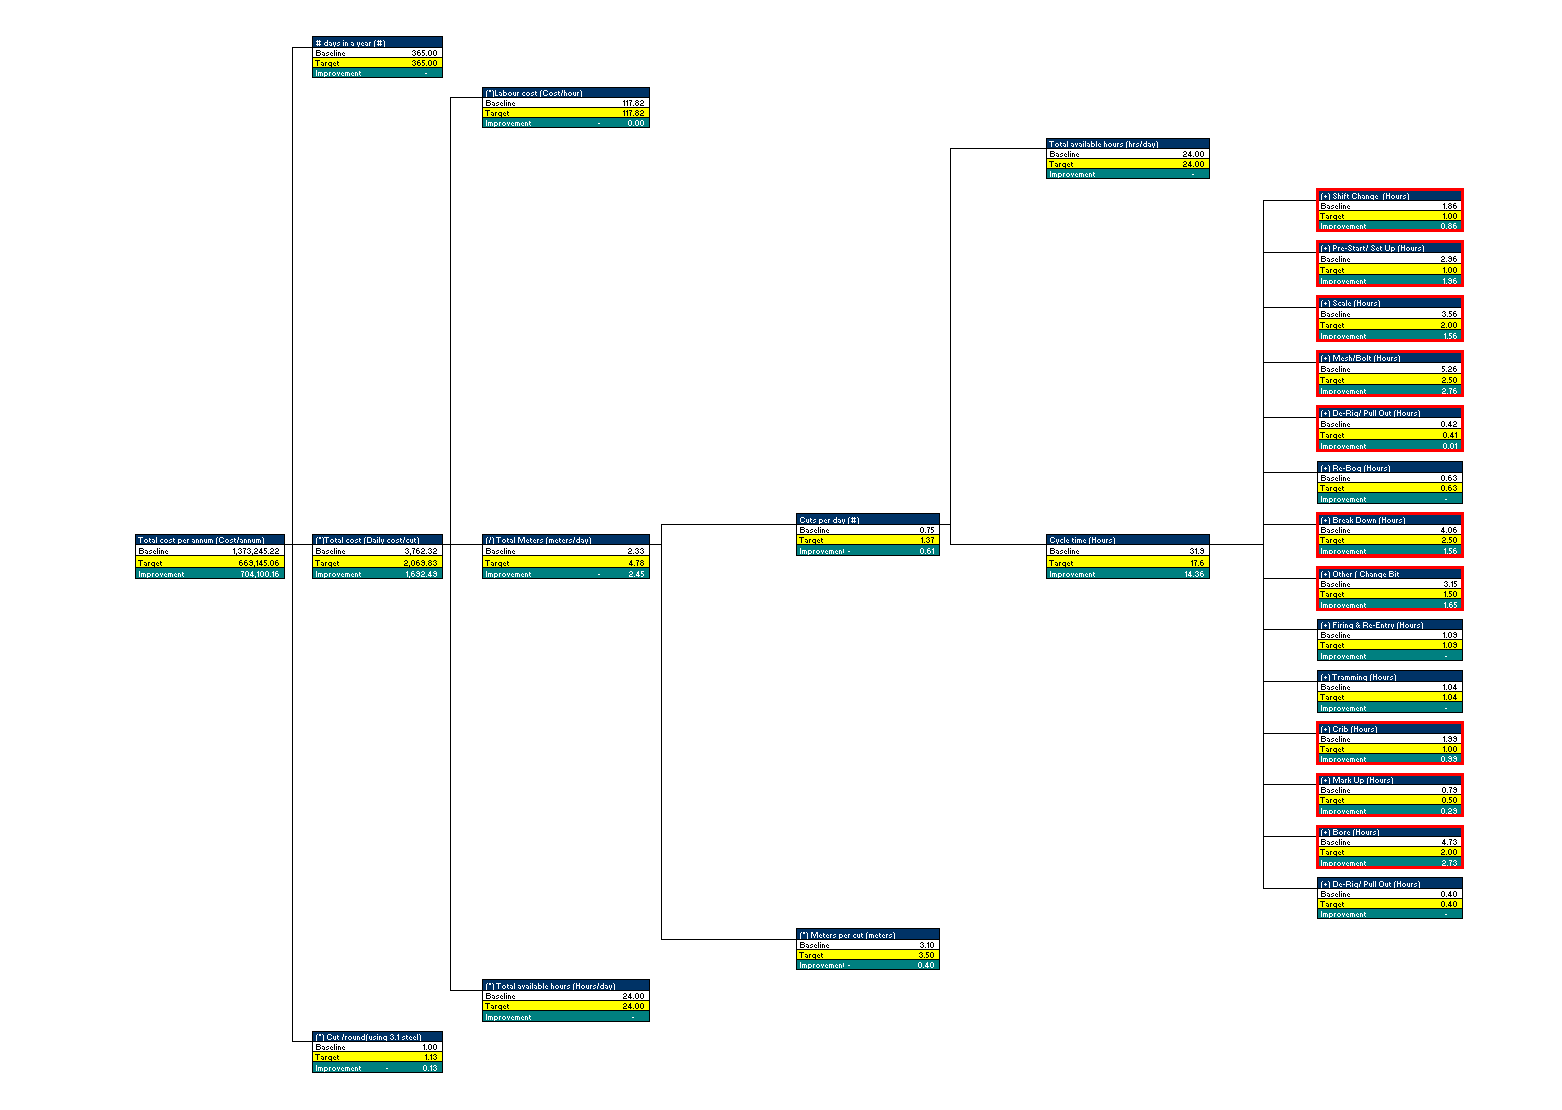 # days in a year (#)
Baseline 365.00
Target 365.00
Improvement -
(*)Labour cost (Cost/hour)
Baseline 117.82
Target 117.82
Improvement - 0.00
Total available hours (hrs/day)
Baseline 24.00
Target 24.00
Improvement -
(+) Shift Change (Hours)
Baseline 1.86
Target 1.00
Improvement 0.86
(+) Pre-Start/ Set Up (Hours)
Baseline 2.96
Target 1.00
Improvement 1.96
(+) Scale (Hours)
Baseline 3.56
Target 2.00
Improvement 1.56
(+) Mesh/Bolt (Hours)
Baseline 5.26
Target 2.50
Improvement 2.76
(+) De-Rig/ Pull Out (Hours)
Baseline 0.42
Target 0.41
Improvement 0.01
(+) Re-Bog (Hours)
Baseline 0.63
Target 0.63
Improvement -
(+) Break Down (Hours)
Baseline 4.06
Target 2.50
Improvement 1.56
Total cost per annum (Cost/annum)
Baseline 1,373,245.22
Target 669,145.06
Improvement 704,100.16
(*)Total cost (Daily cost/cut)
Baseline 3,762.32
Target 2,069.83
Improvement 1,692.49
(/) Total Meters (meters/day)
Baseline 2.33
Target 4.78
Improvement - 2.45
Cuts per day (#)
Baseline 0.75
Target 1.37
Improvement - 0.61
Cycle time (Hours)
Baseline 31.9
Target 17.6
Improvement 14.36
(+) Other ( Change Bit
Baseline 3.15
Target 1.50
Improvement 1.65
(+) Firing & Re-Entry (Hours)
Baseline 1.09
Target 1.09
Improvement -
(+) Tramming (Hours)
Baseline 1.04
Target 1.04
Improvement -
(+) Crib (Hours)
Baseline 1.99
Target 1.00
Improvement 0.99
(+) Mark Up (Hours)
Baseline 0.79
Target 0.50
Improvement 0.29
(+) Bore (Hours)
Baseline 4.73
Target 2.00
Improvement 2.73
(+) De-Rig/ Pull Out (Hours)
Baseline 0.40
Target 0.40
Improvement -
(*) Meters per cut (meters)
Baseline 3.10
Target 3.50
Improvement - 0.40
(*) Total available hours (Hours/day)
Baseline 24.00
Target 24.00
Improvement -
(*) Cut /round(using 3.1 steel)
Baseline 1.00
Target 1.13
Improvement - 0.13